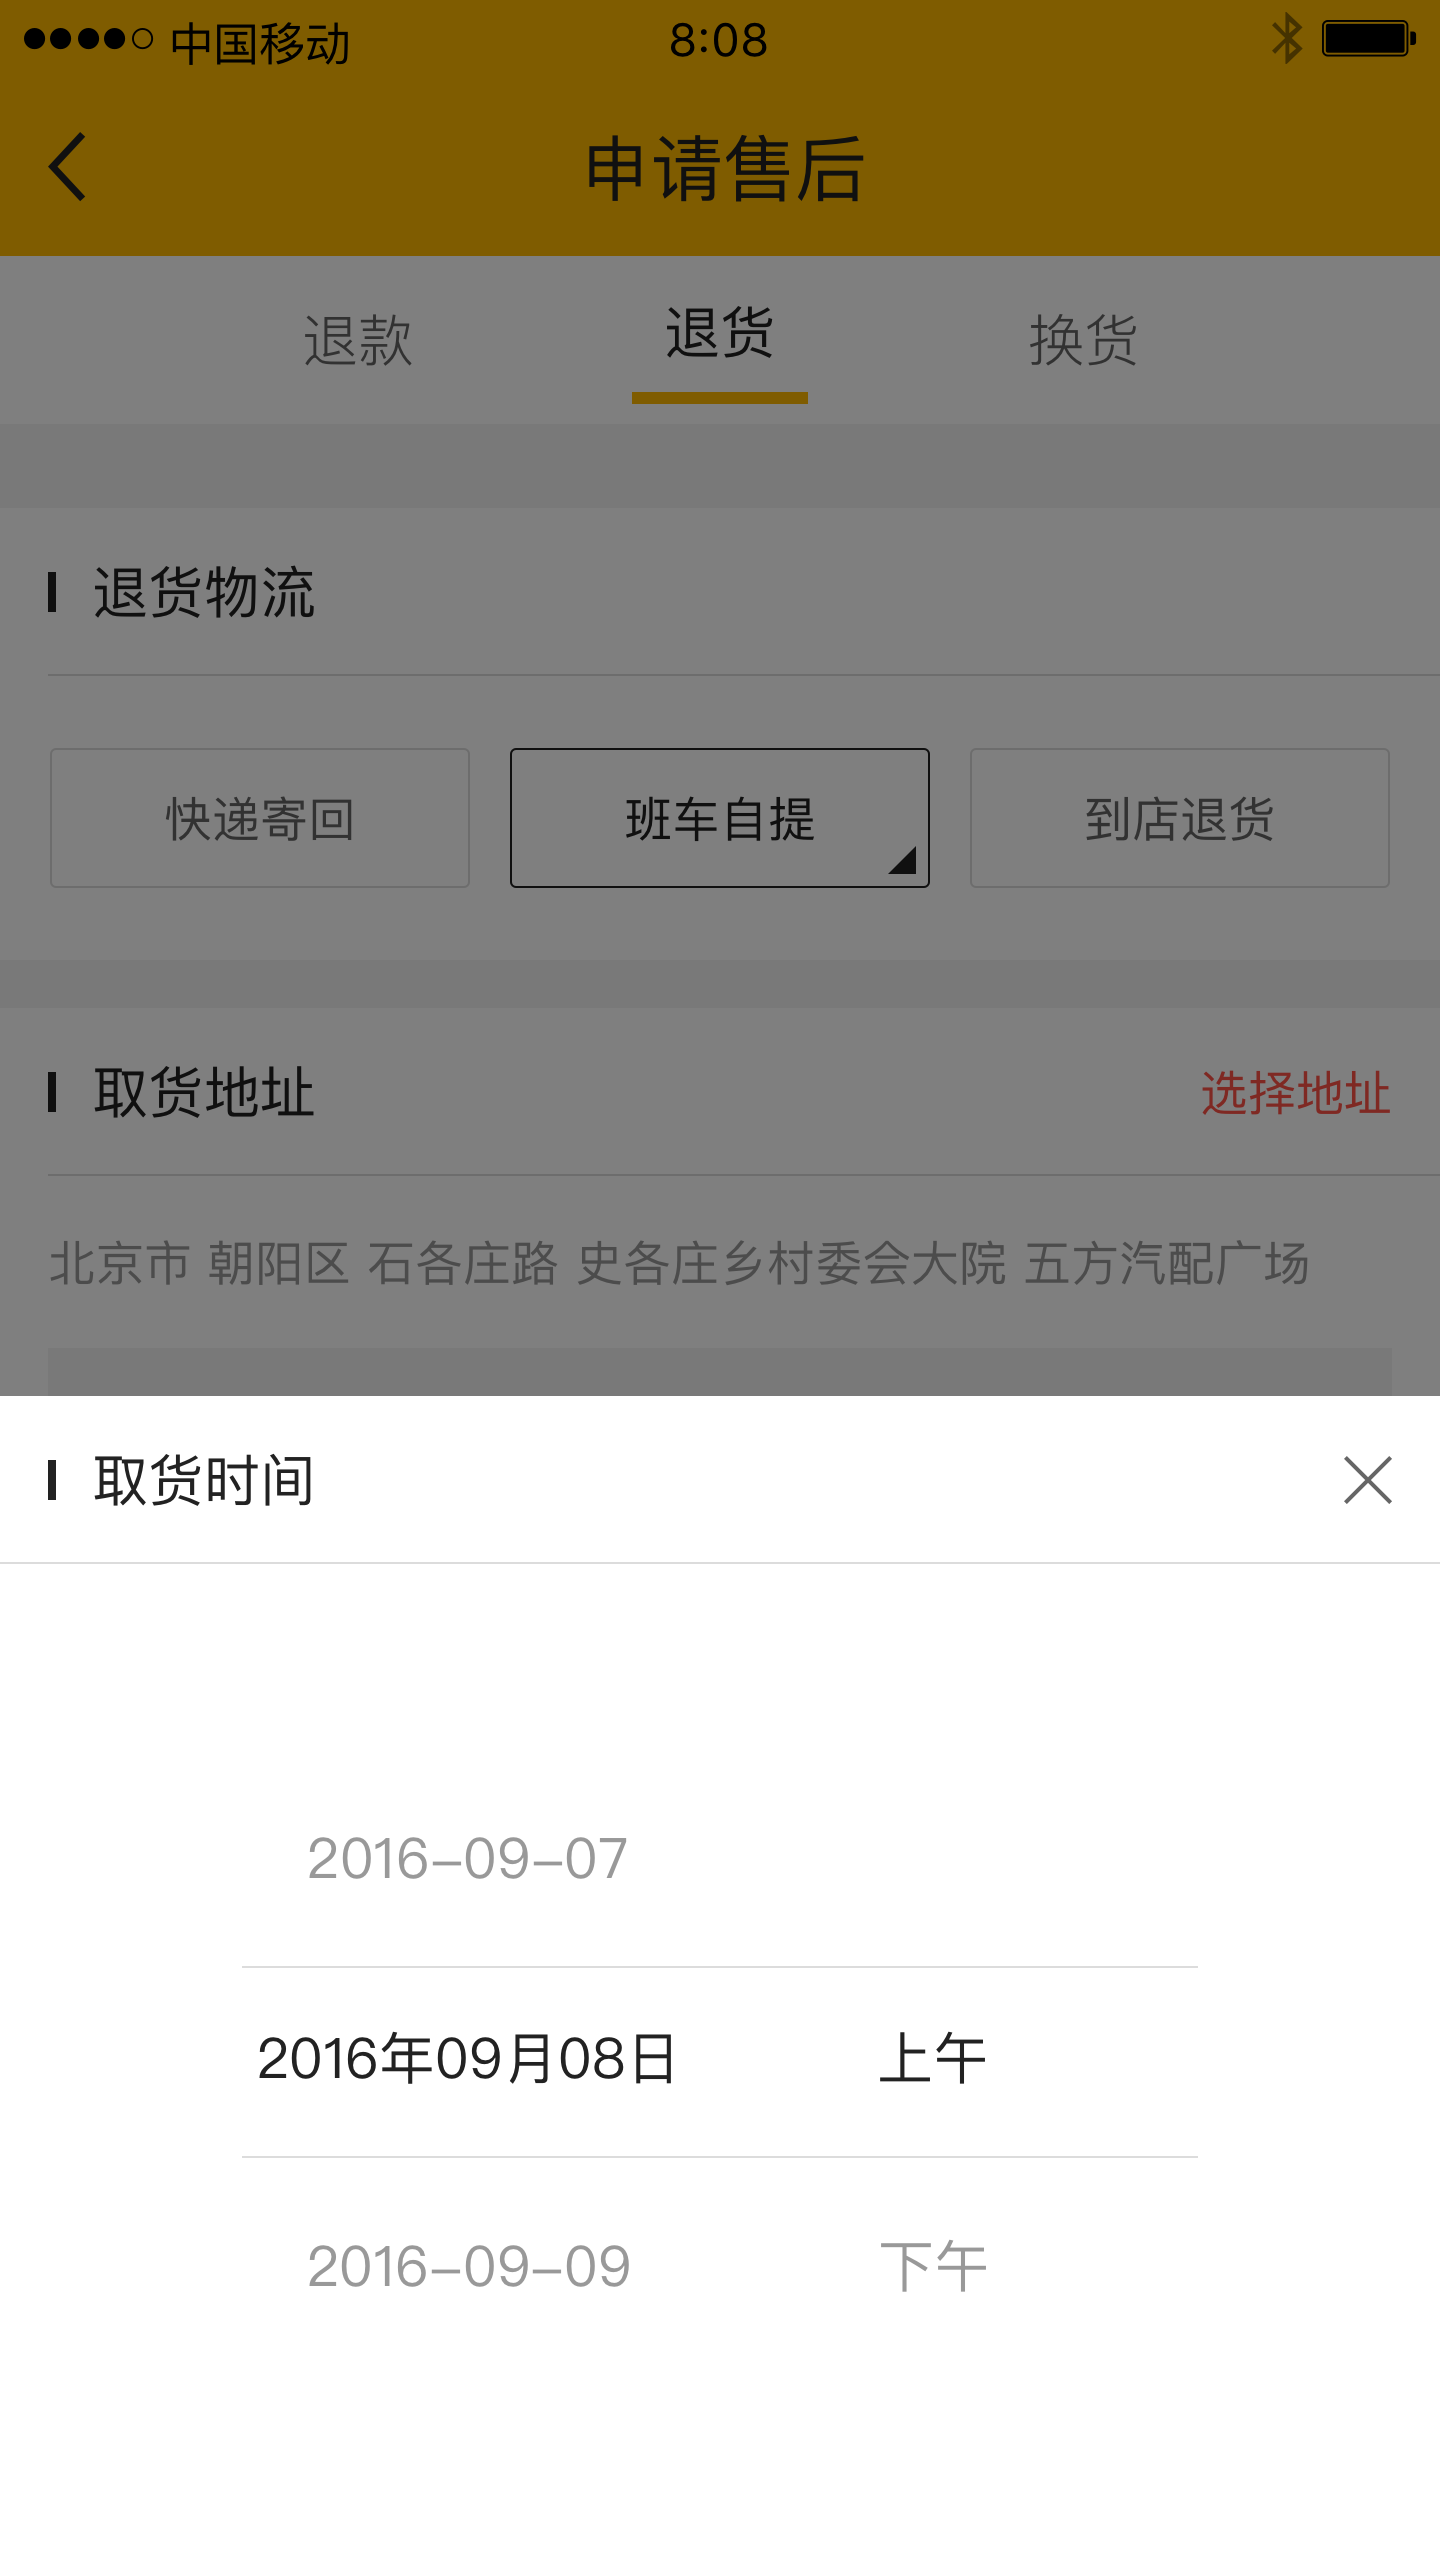 中国移动 8:08
申请售后
退款 退货 换货
退货物流
快递寄回 班车自提 到店退货
取货地址 选择地址
北京市 朝阳区 石各庄路 史各庄乡村委会大院 五方汽配广场
取货时间
2016-09-07
2016年09月08日 上午
2016-09-09 下午